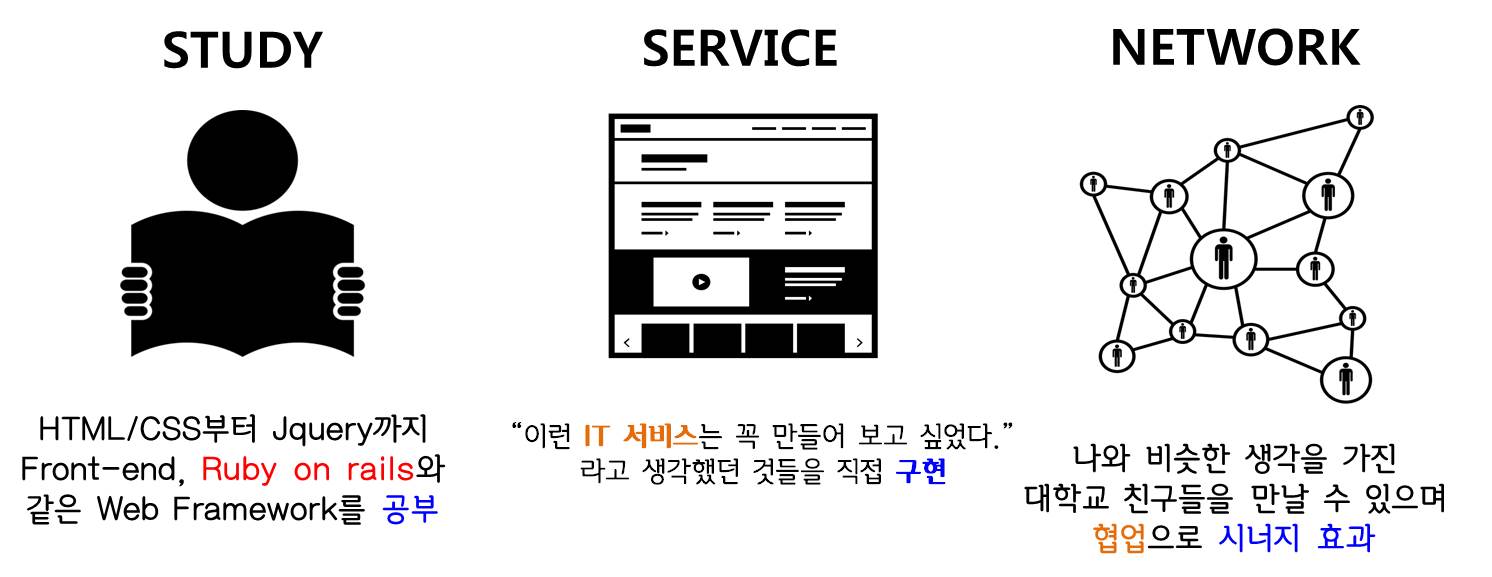 STUDY
HTML/CSS부터 Jquery까지
Front-end, Ruby on rails와
같은 Web Framework를 공부
SERVICE
“이런 IT 서비스는 꼭 만들어 보고 싶었다.”
라고 생각했던 것들을 직접 구현
NETWORK
나와 비슷한 생각을 가진
대학교 친구들을 만날 수 있으며
협업으로 시너지 효과